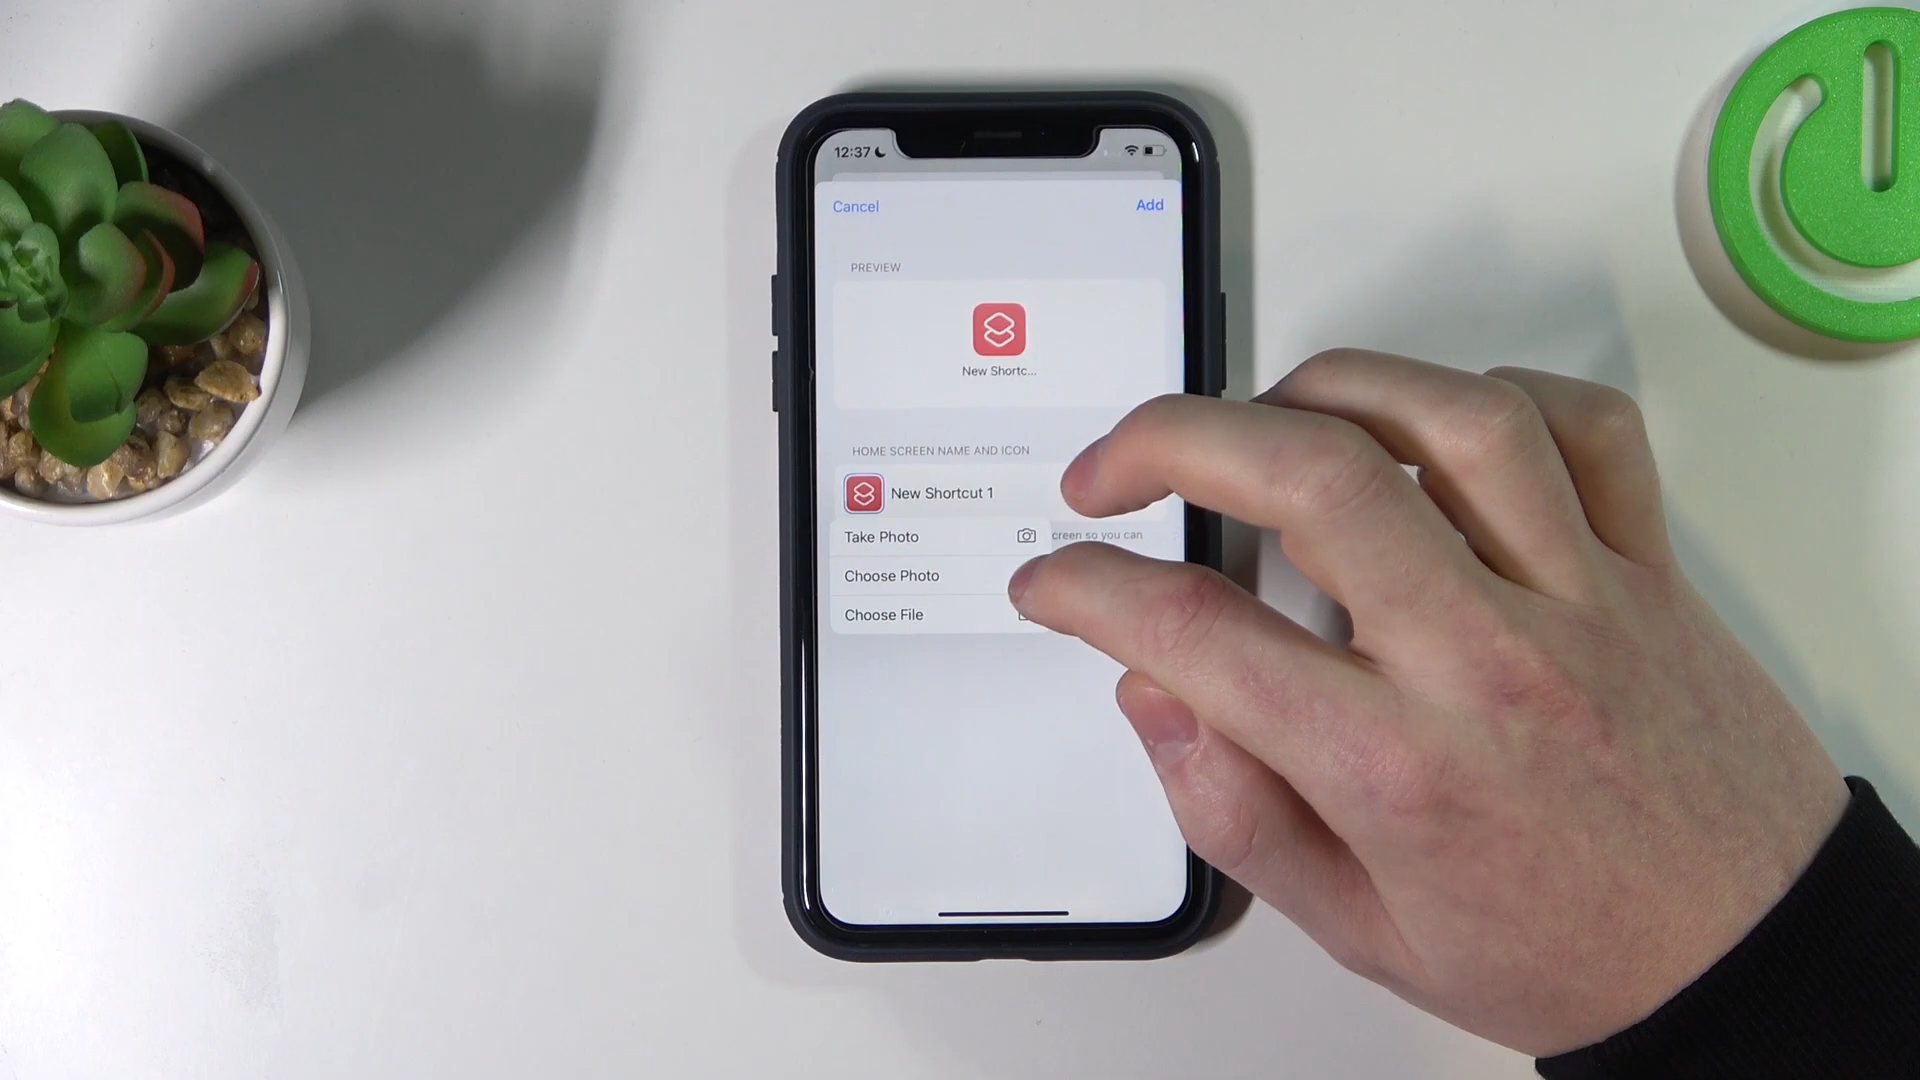 12:37
Cancel
Add
PREVIEW
New Shortc...
HOME SCREEN NAME AND ICON
New Shortcut 1
Take Photo
creen so you can
Choose Photo
Choose File